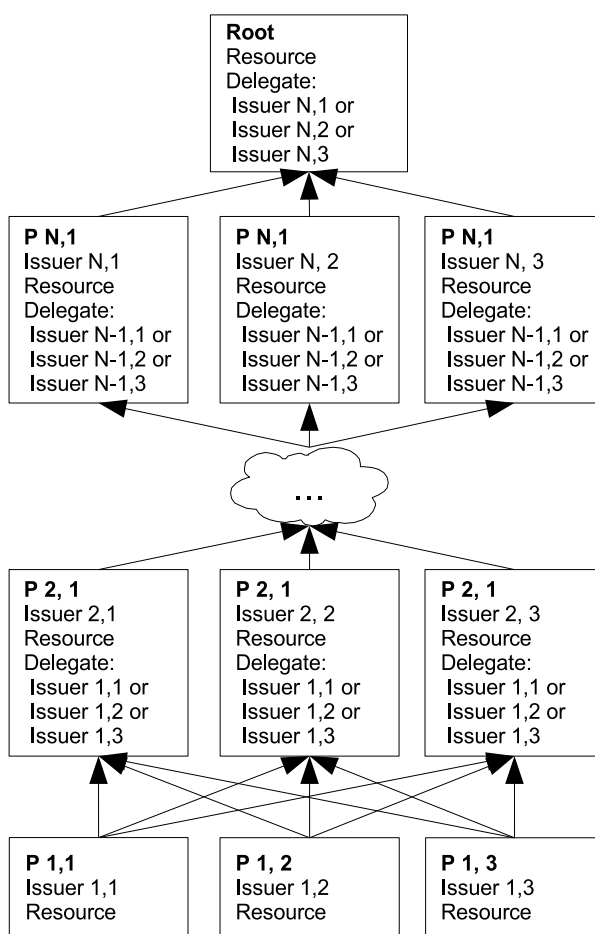 Root
Resource
Delegate:
Issuer N,1 or
Issuer N,2 or
Issuer N,3
P N,1
Issuer N,1
Resource
Delegate:
Issuer N-1,1 or
Issuer N-1,2 or
Issuer N-1,3
P N,1
Issuer N, 2
Resource
Delegate:
Issuer N-1,1 or
Issuer N-1,2 or
Issuer N-1,3
P N,1
Issuer N, 3
Resource
Delegate:
Issuer N-1,1 or
Issuer N-1,2 or
Issuer N-1,3
...
P 2, 1
Issuer 2,1
Resource
Delegate:
Issuer 1,1 or
Issuer 1,2 or
Issuer 1,3
P 2, 1
Issuer 2, 2
Resource
Delegate:
Issuer 1,1 or
Issuer 1,2 or
Issuer 1,3
P 2, 1
Issuer 2, 3
Resource
Delegate:
Issuer 1,1 or
Issuer 1,2 or
Issuer 1,3
P 1,1
Issuer 1,1
Resource
P 1, 2
Issuer 1,2
Resource
P 1, 3
Issuer 1,3
Resource